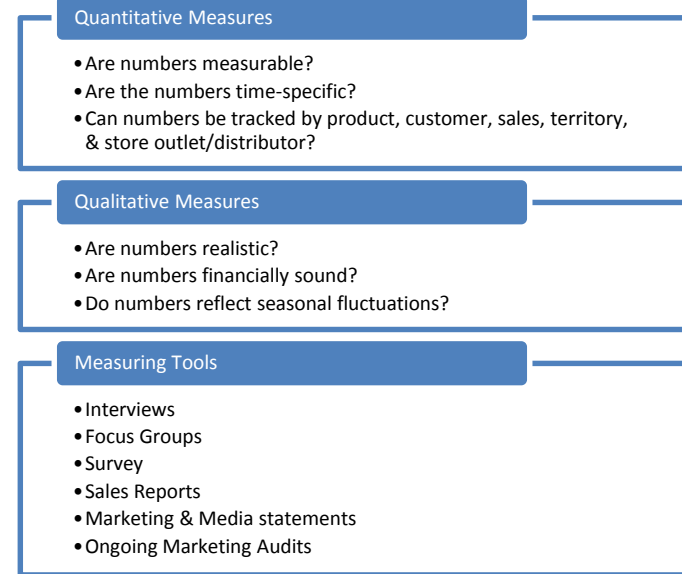 Quantitative Measures
•Are numbers measurable?
•Are the numbers time-specific?
•Can numbers be tracked by product, customer, sales, territory,
& store outlet/distributor?
Qualitative Measures
•Are numbers realistic?
•Are numbers financially sound?
•Do numbers reflect seasonal fluctuations?
Measuring Tools
•Interviews
•Focus Groups
•Survey
•Sales Reports
•Marketing & Media statements
•Ongoing Marketing Audits